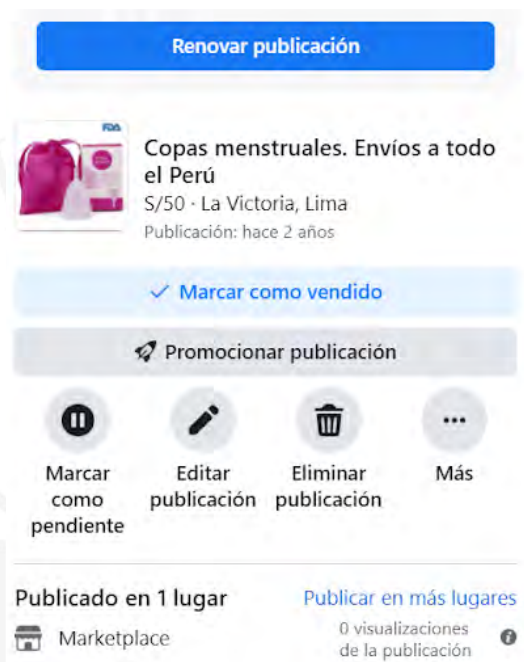 Renovar publicación
FDA
Copas menstruales. Envíos a todo
el Perú
S/50 · La Victoria, Lima
Publicación: hace 2 años
Marcar como vendido
Promocionar publicación
Marcar
como
pendiente
Editar
publicación
Eliminar
publicación
Más
Publicado en 1 lugar
Publicar en más lugares
Marketplace
0 visualizaciones
de la publicación